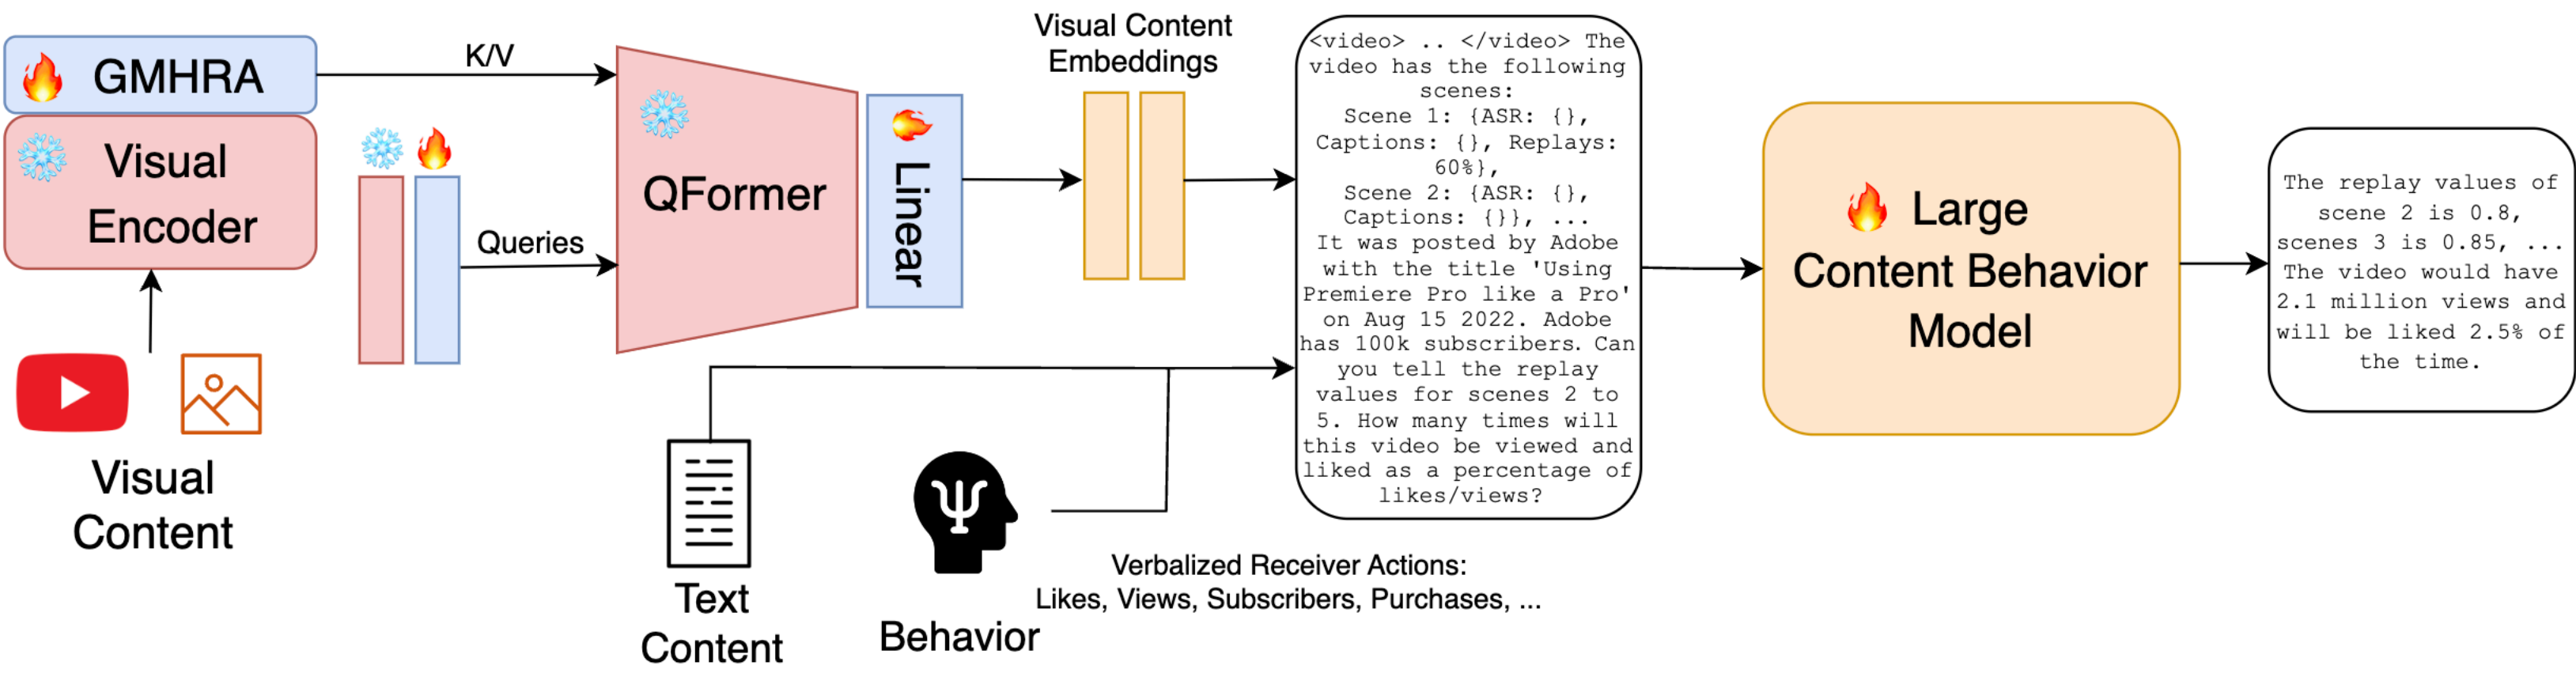 GMHRA
Visual
Encoder
Visual
Content
K/V
Queries
QFormer
Linear
Visual Content
Embeddings
Text
Content
Behavior
Verbalized Receiver Actions:
Likes, Views, Subscribers, Purchases, ...
<video> .. </video> The
video has the following
scenes:
Scene 1: {ASR: {},
Captions: {}, Replays:
60%},
Scene 2: {ASR: {},
Captions: {}}, ...
It was posted by Adobe
with the title 'Using
Premiere Pro like a Pro'
on Aug 15 2022. Adobe
has 100k subscribers. Can
you tell the replay
values for scenes 2 to
5. How many times will
this video be viewed and
liked as a percentage of
likes/views?
Large
Content Behavior
Model
The replay values of
scene 2 is 0.8,
scenes 3 is 0.85, ...
The video would have
2.1 million views and
will be liked 2.5% of
the time.